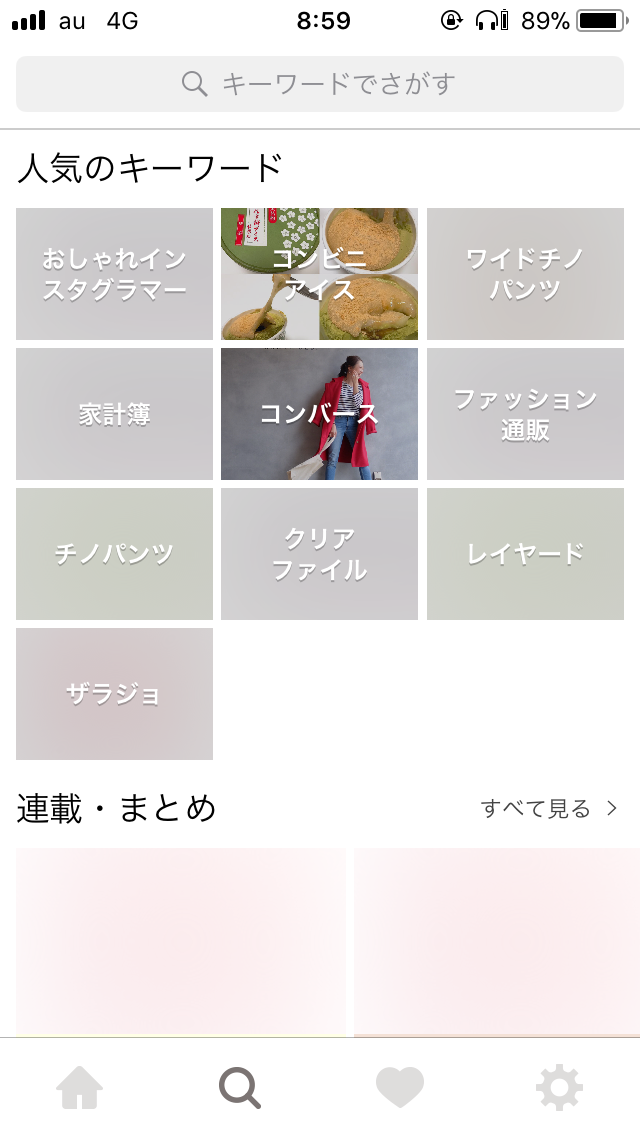 au 4G 8:59 89%
キーワードでさがす
人気のキーワード
おしゃれイン
スタグラマー
コンビニ
アイス
ワイドチノ
パンツ
家計簿
コンバース
ファッション
通販
チノパンツ
クリア
ファイル
レイヤード
ザラジョ
連載・まとめ
すべて見る